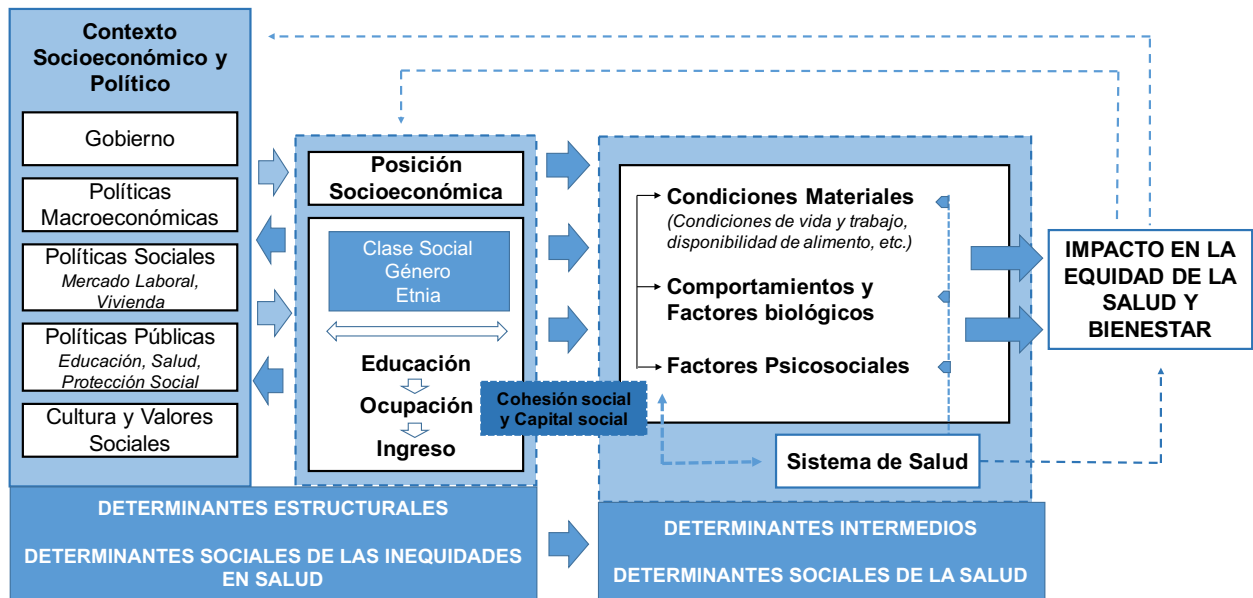 Contexto
Socioeconómico y
Político
Gobierno
Políticas
Macroeconómicas
Políticas Sociales
Mercado Laboral,
Vivienda
Políticas Públicas
Educación, Salud,
Protección Social
Cultura y Valores
Sociales
Posición
Socioeconómica
Clase Social
Género
Etnia
Educación
Ocupación
Ingreso
Cohesión social
y Capital social
Condiciones Materiales
(Condiciones de vida y trabajo,
disponibilidad de alimento, etc.)
Comportamientos y
Factores biológicos
Factores Psicosociales
Sistema de Salud
IMPACTO EN LA
EQUIDAD DE LA
SALUD Y
BIENESTAR
DETERMINANTES ESTRUCTURALES
DETERMINANTES SOCIALES DE LAS INEQUIDADES
EN SALUD
DETERMINANTES INTERMEDIOS
DETERMINANTES SOCIALES DE LA SALUD